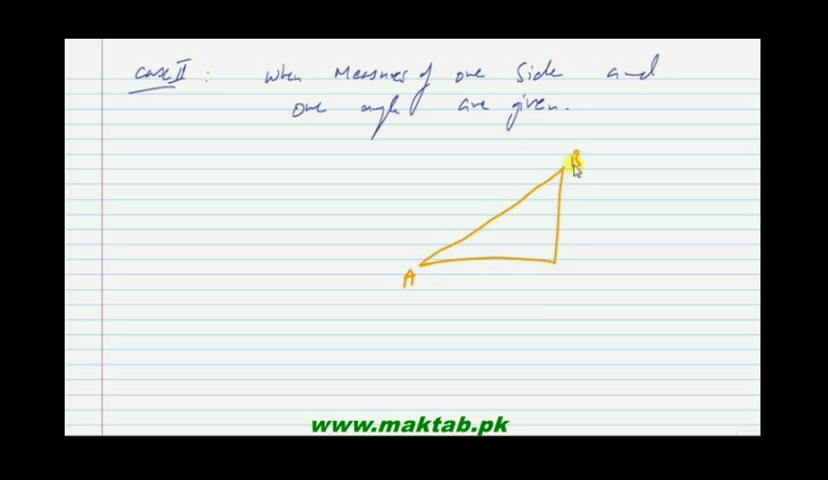 Case II : When Measures of one Side and
one angle are given.
B
A
www.maktab.pk